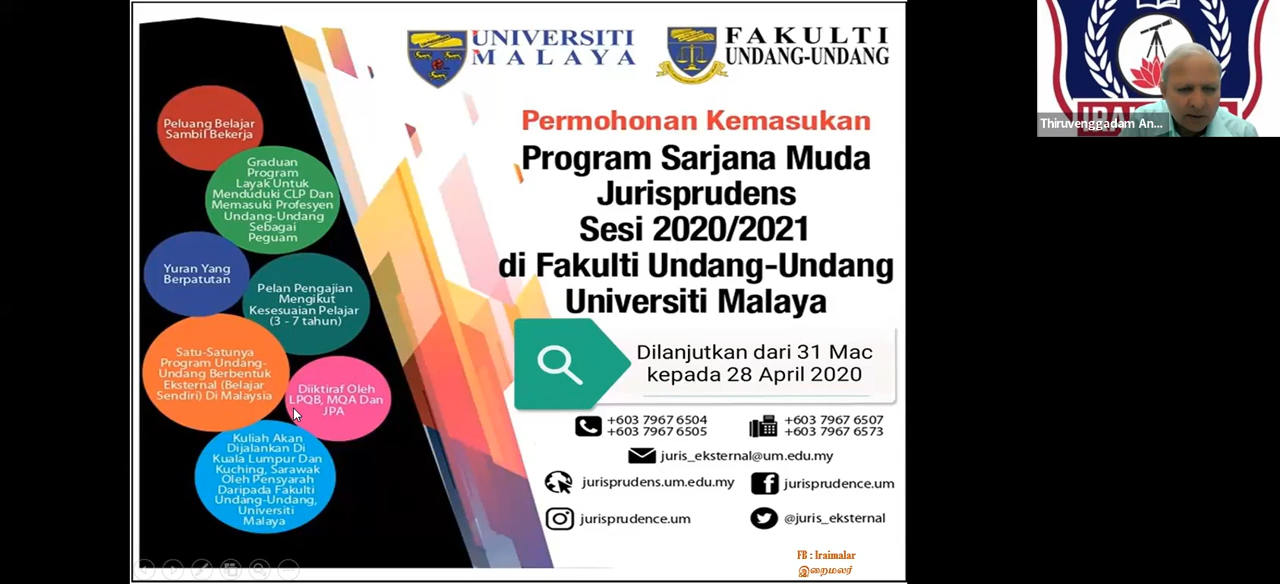 UNIVERSITI
MALAYA
FAKULTI
UNDANG-UNDANG
Permohonan Kemasukan
Program Sarjana Muda
Jurisprudens
Sesi 2020/2021
di Fakulti Undang-Undang
Universiti Malaya
Dilanjutkan dari 31 Mac
kepada 28 April 2020
+603 7967 6504
+603 7967 6505
+603 7967 6507
+603 7967 6573
juris_eksternal@um.edu.my
jurisprudens.um.edu.my
jurisprudence.um
jurisprudence.um
@juris_eksternal
Peluang Belajar
Sambil Bekerja
Graduan
Program
Layak Untuk
Menduduki CLP Dan
Memasuki Profesyen
Undang-Undang
Sebagai
Peguam
Yuran Yang
Berpatutan
Pelan Pengajian
Mengikut
Kesesuaian Pelajar
(3 - 7 tahun)
Satu-Satunya
Program Undang-
Undang Berbentuk
Eksternal (Belajar
Sendiri) Di Malaysia
Diiktiraf Oleh
LPQB, MQA Dan
JPA
Kuliah Akan
Dijalankan Di
Kuala Lumpur Dan
Kuching, Sarawak
Oleh Pensyarah
Daripada Fakulti
Undang-Undang,
Universiti
Malaya
FB : Iraimalar
இறைமலர்
Thiruvenggadam An...